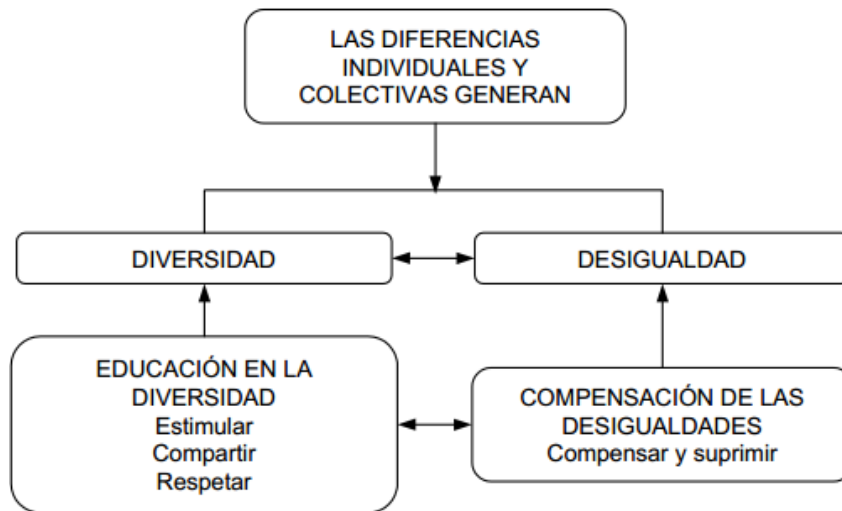 LAS DIFERENCIAS
INDIVIDUALES Y
COLECTIVAS GENERAN
DIVERSIDAD
DESIGUALDAD
EDUCACIÓN EN LA
DIVERSIDAD
Estimular
Compartir
Respetar
COMPENSACIÓN DE LAS
DESIGUALDADES
Compensar y suprimir